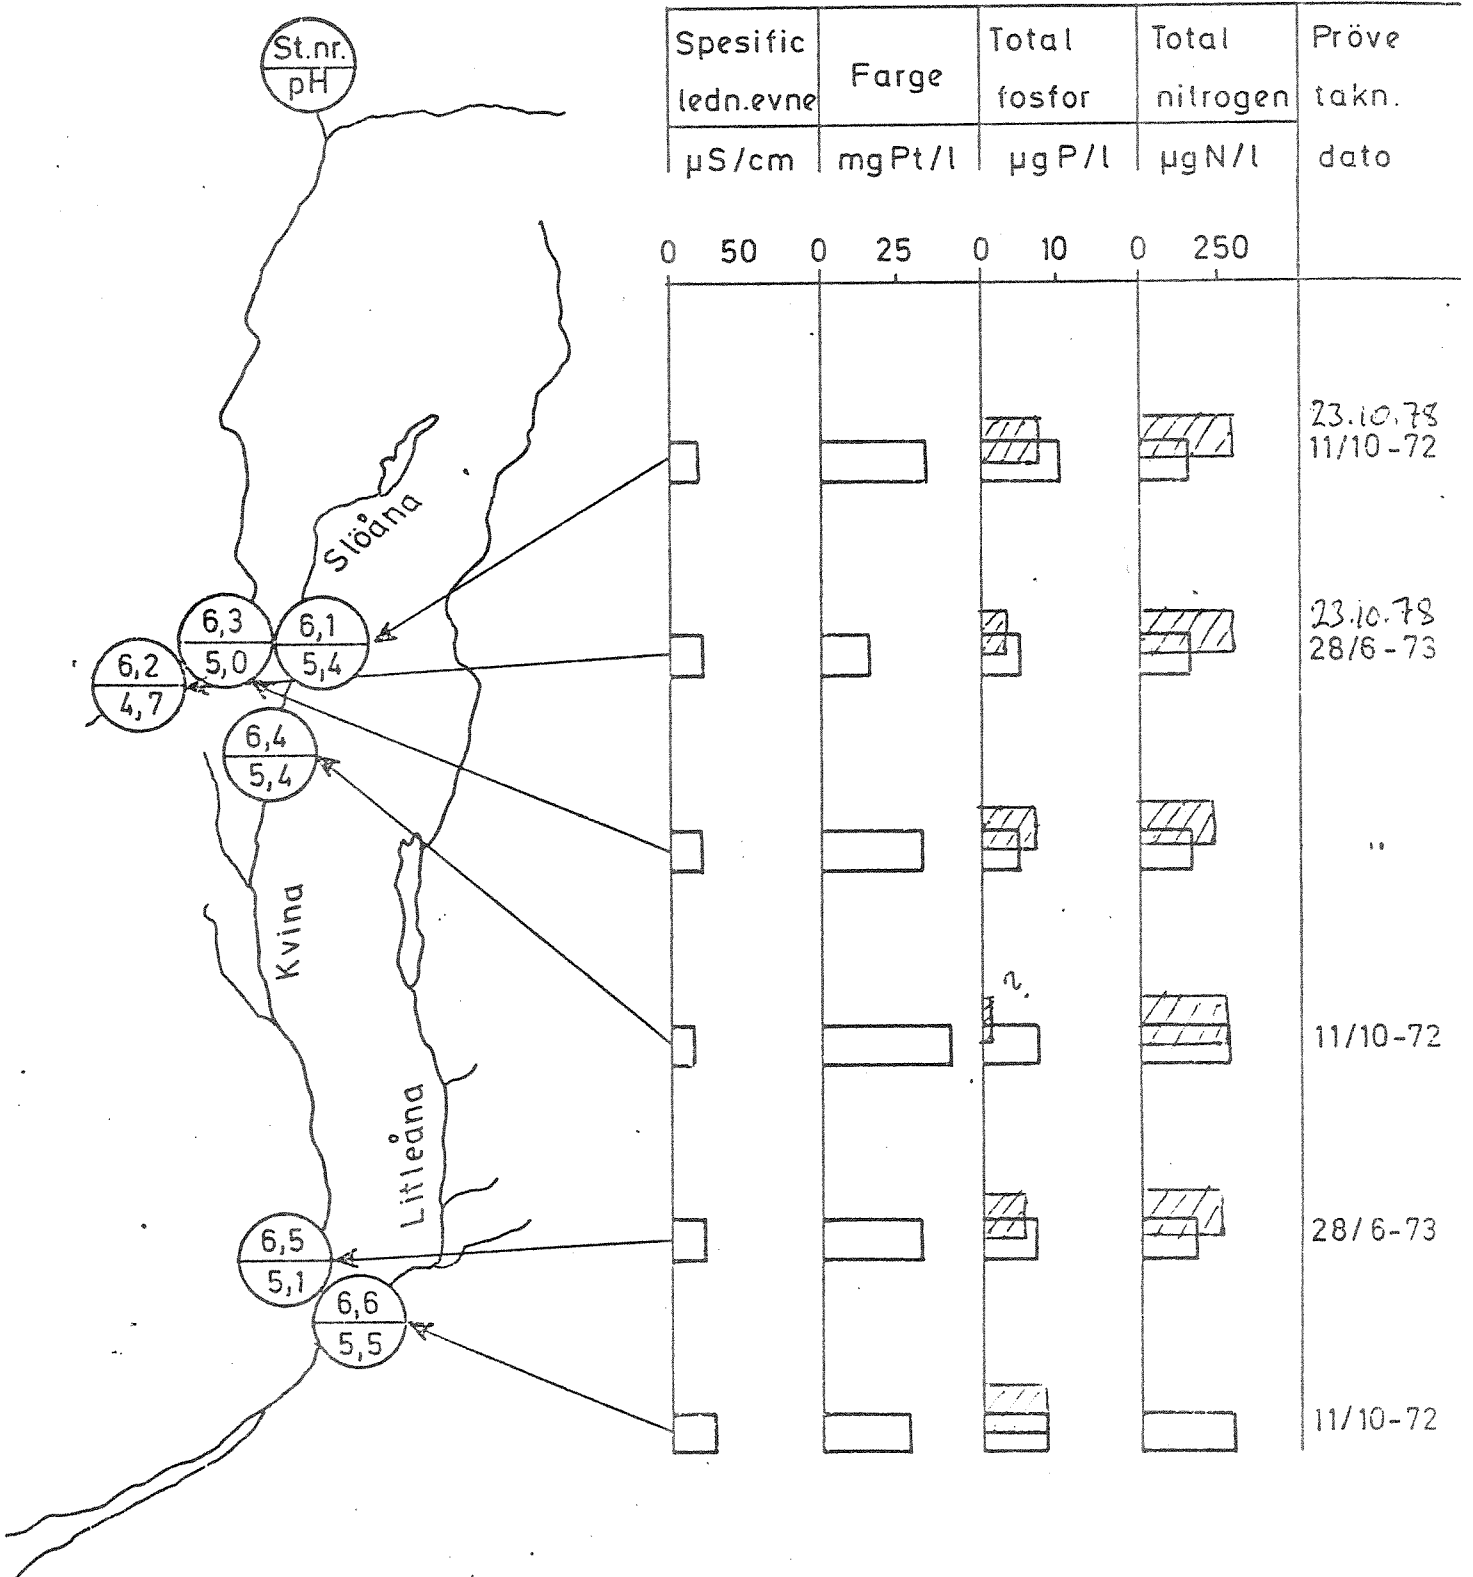 St.nr.
pH
Spesific
ledn.evne
µS/cm
Farge
mgPt/l
Total
fosfor
µgP/l
Total
nitrogen
µgN/l
Pröve
takn.
dato
0 50 0 25 0 10 0 250
23.10.78
11/10-72
Slöåna
6,3
5,0
6,1
5,4
6,2
4,7
23.10.78
28/6-73
6,4
5,4
"
Kvina
11/10-72
Litleåna
6,5
5,1
28/6-73
6,6
5,5
11/10-72